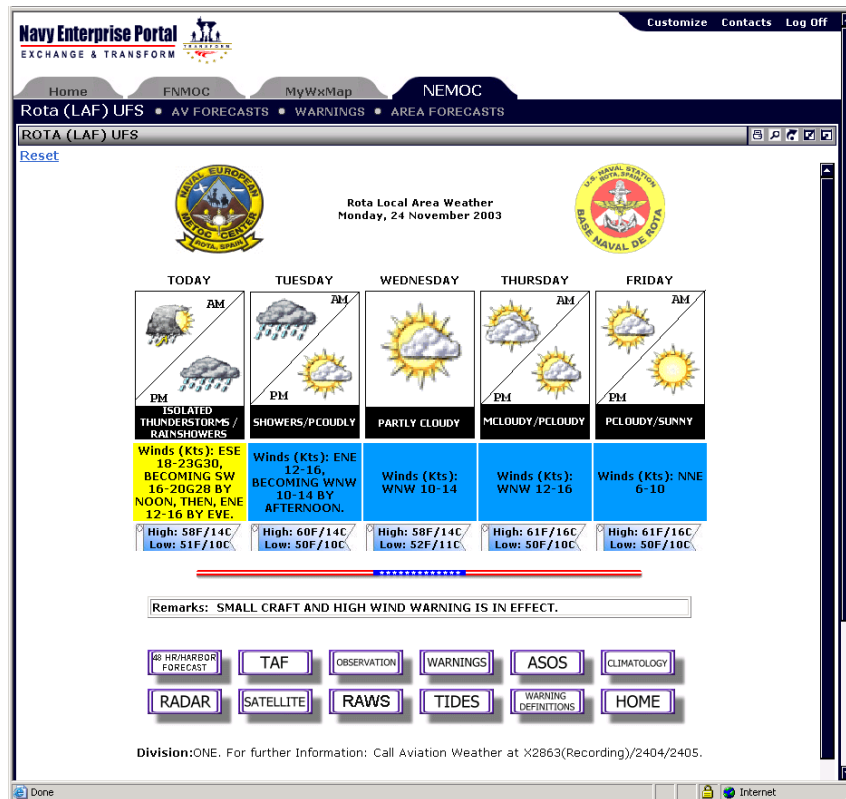 Customize Contacts Log Off
Navy Enterprise Portal
EXCHANGE & TRANSFORM
TRANSFORM
Home FNMOC MyWxMap NEMOC
Rota (LAF) UFS • AV FORECASTS • WARNINGS • AREA FORECASTS
ROTA (LAF) UFS
Reset
NAVAL EUROPEAN
METOC CENTER
ROTA, SPAIN
Rota Local Area Weather
Monday, 24 November 2003
U.S. NAVAL STATION
ROTA, SPAIN
BASE NAVAL DE ROTA
TODAY TUESDAY WEDNESDAY THURSDAY FRIDAY
AM AM AM AM
PM PM PM PM
ISOLATED
THUNDERSTORMS /
RAINSHOWERS
SHOWERS/PCOUDLY
PARTLY CLOUDY
MCLOUDY/PCLOUDY
PCLOUDY/SUNNY
Winds (Kts): ESE
18-23G30,
BECOMING SW
16-20G28 BY
NOON, THEN, ENE
12-16 BY EVE.
Winds (Kts): ENE
12-16,
BECOMING WNW
10-14 BY
AFTERNOON.
Winds (Kts):
WNW 10-14
Winds (Kts):
WNW 12-16
Winds (Kts): NNE
6-10
High: 58F/14C
Low: 51F/10C
High: 60F/14C
Low: 50F/10C
High: 58F/14C
Low: 52F/11C
High: 61F/16C
Low: 50F/10C
High: 61F/16C
Low: 50F/10C
Remarks: SMALL CRAFT AND HIGH WIND WARNING IS IN EFFECT.
48 HR/HARBOR
FORECAST
TAF
OBSERVATION
WARNINGS
ASOS
CLIMATOLOGY
RADAR
SATELLITE
RAWS
TIDES
WARNING
DEFINITIONS
HOME
Division:ONE. For further Information: Call Aviation Weather at X2863(Recording)/2404/2405.
Done Internet